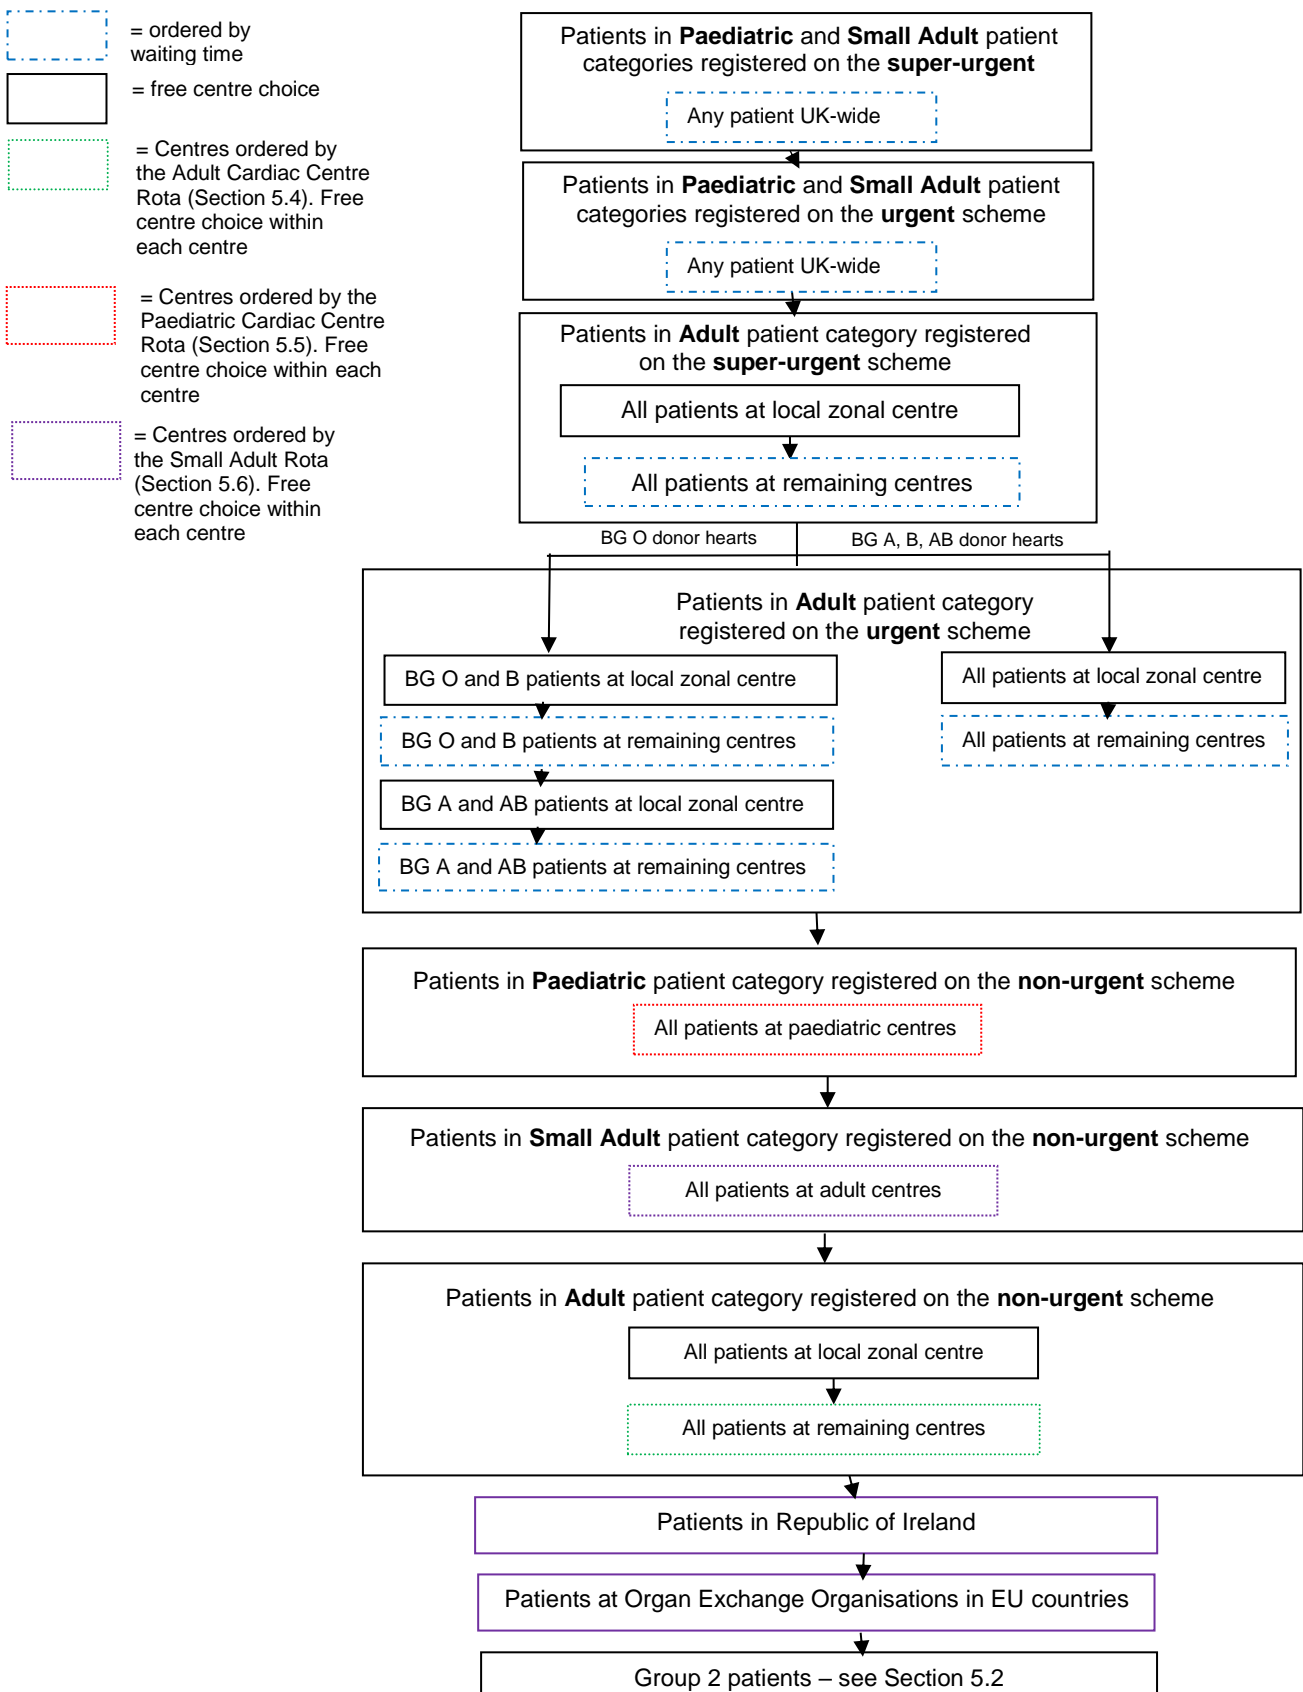 = ordered by
waiting time
= free centre choice
= Centres ordered by
the Adult Cardiac Centre
Rota (Section 5.4). Free
centre choice within
each centre
= Centres ordered by the
Paediatric Cardiac Centre
Rota (Section 5.5). Free
centre choice within each
centre
= Centres ordered by
the Small Adult Rota
(Section 5.6). Free
centre choice within
each centre
Patients in Paediatric and Small Adult patient
categories registered on the super-urgent
Any patient UK-wide
Patients in Paediatric and Small Adult patient
categories registered on the urgent scheme
Any patient UK-wide
Patients in Adult patient category registered
on the super-urgent scheme
All patients at local zonal centre
All patients at remaining centres
BG O donor hearts
BG A, B, AB donor hearts
Patients in Adult patient category
registered on the urgent scheme
BG O and B patients at local zonal centre
BG O and B patients at remaining centres
BG A and AB patients at local zonal centre
BG A and AB patients at remaining centres
All patients at local zonal centre
All patients at remaining centres
Patients in Paediatric patient category registered on the non-urgent scheme
All patients at paediatric centres
Patients in Small Adult patient category registered on the non-urgent scheme
All patients at adult centres
Patients in Adult patient category registered on the non-urgent scheme
All patients at local zonal centre
All patients at remaining centres
Patients in Republic of Ireland
Patients at Organ Exchange Organisations in EU countries
Group 2 patients – see Section 5.2